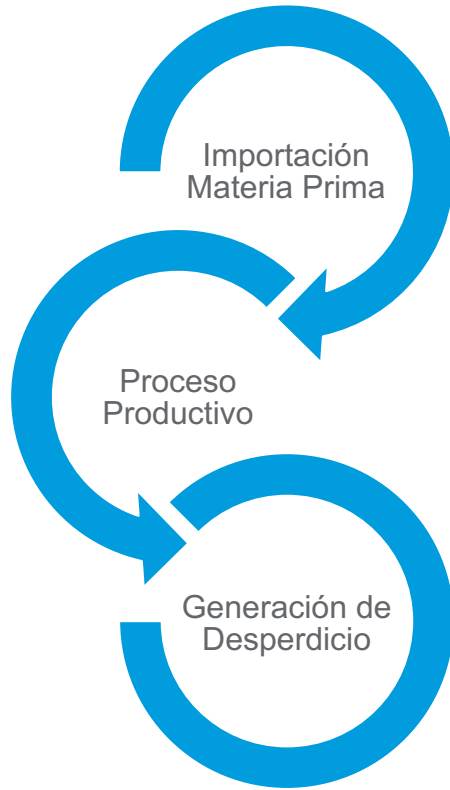 Importación
Materia Prima
Proceso
Productivo
Generación de
Desperdicio